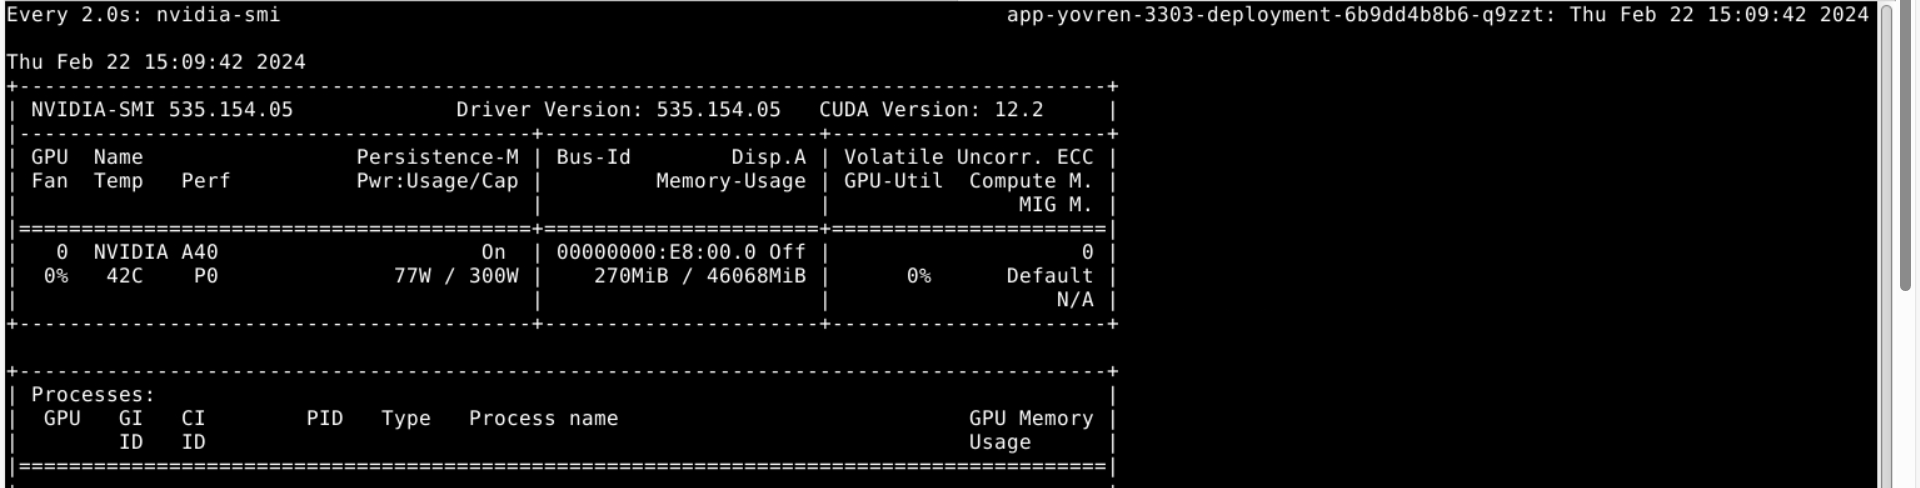 Every 2.0s: nvidia-smi                                                          app-yovren-3303-deployment-6b9dd4b8b6-q9zzt: Thu Feb 22 15:09:42 2024

Thu Feb 22 15:09:42 2024
+---------------------------------------------------------------------------------------+
| NVIDIA-SMI 535.154.05             Driver Version: 535.154.05   CUDA Version: 12.2     |
|-----------------------------------------+----------------------+----------------------+
| GPU  Name                 Persistence-M | Bus-Id        Disp.A | Volatile Uncorr. ECC |
| Fan  Temp   Perf          Pwr:Usage/Cap |         Memory-Usage | GPU-Util  Compute M. |
|                                         |                      |               MIG M. |
|=========================================+======================+======================|
|   0  NVIDIA A40                     On  | 00000000:E8:00.0 Off |                    0 |
|  0%   42C    P0              77W / 300W |    270MiB / 46068MiB |      0%      Default |
|                                         |                      |                  N/A |
+-----------------------------------------+----------------------+----------------------+

+---------------------------------------------------------------------------------------+
| Processes:                                                                            |
|  GPU   GI   CI        PID   Type   Process name                            GPU Memory |
|        ID   ID                                                             Usage      |
|=======================================================================================|